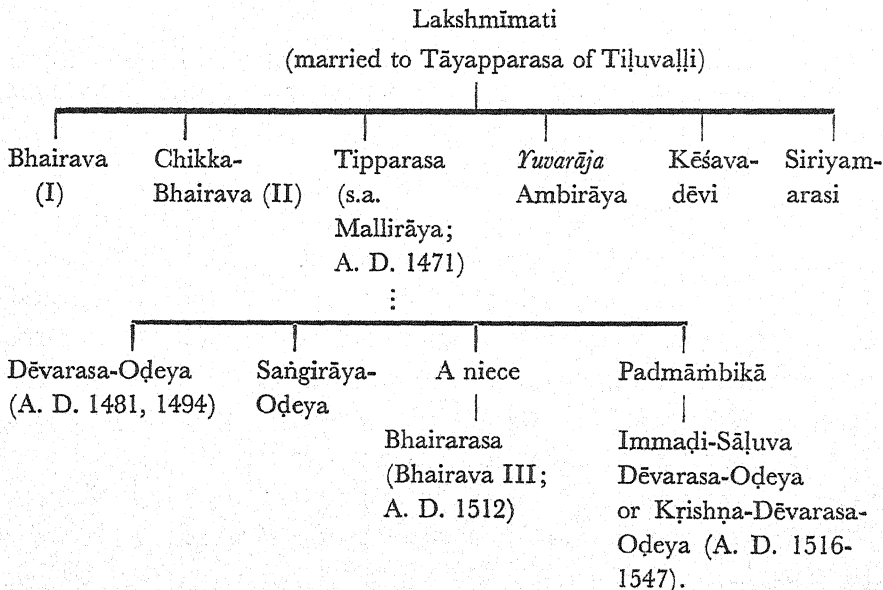 Lakshmīmati
(married to Tāyapparasa of Tiḷuvaḷḷi)
Bhairava
(I)
Chikka-
Bhairava (II)
Tipparasa
(s.a.
Mallirāya;
A. D. 1471)
Yuvarāja
Ambirāya
Kēśava-
dēvi
Siriyam-
arasi
⋮
Dēvarasa-Oḍeya
(A. D. 1481, 1494)
Saṅgirāya-
Oḍeya
A niece
Padmāṁbikā
Bhairarasa
(Bhairava III;
A. D. 1512)
Immaḍi-Sāḷuva
Dēvarasa-Oḍeya
or Kṛishṇa-Dēvarasa-
Oḍeya (A. D. 1516-
1547).